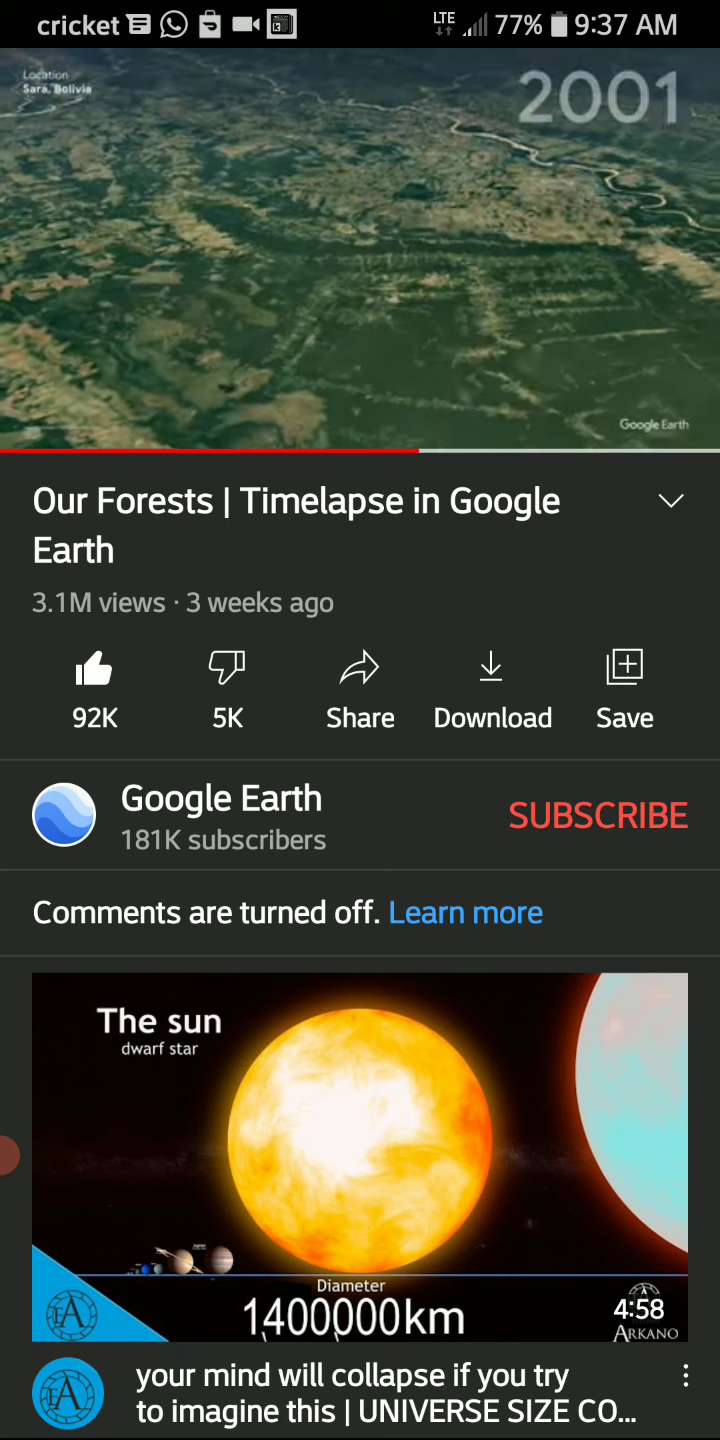 cricket LTE 77% 9:37 AM
Location
Sara, Bolivia
2001
Google Earth
Our Forests | Timelapse in Google
Earth
3.1M views · 3 weeks ago
92K 5K Share Download Save
Google Earth
181K subscribers
SUBSCRIBE
Comments are turned off. Learn more
The sun
dwarf star
Diameter
1,400,000km
4:58
ARKANO
your mind will collapse if you try
to imagine this | UNIVERSE SIZE CO...